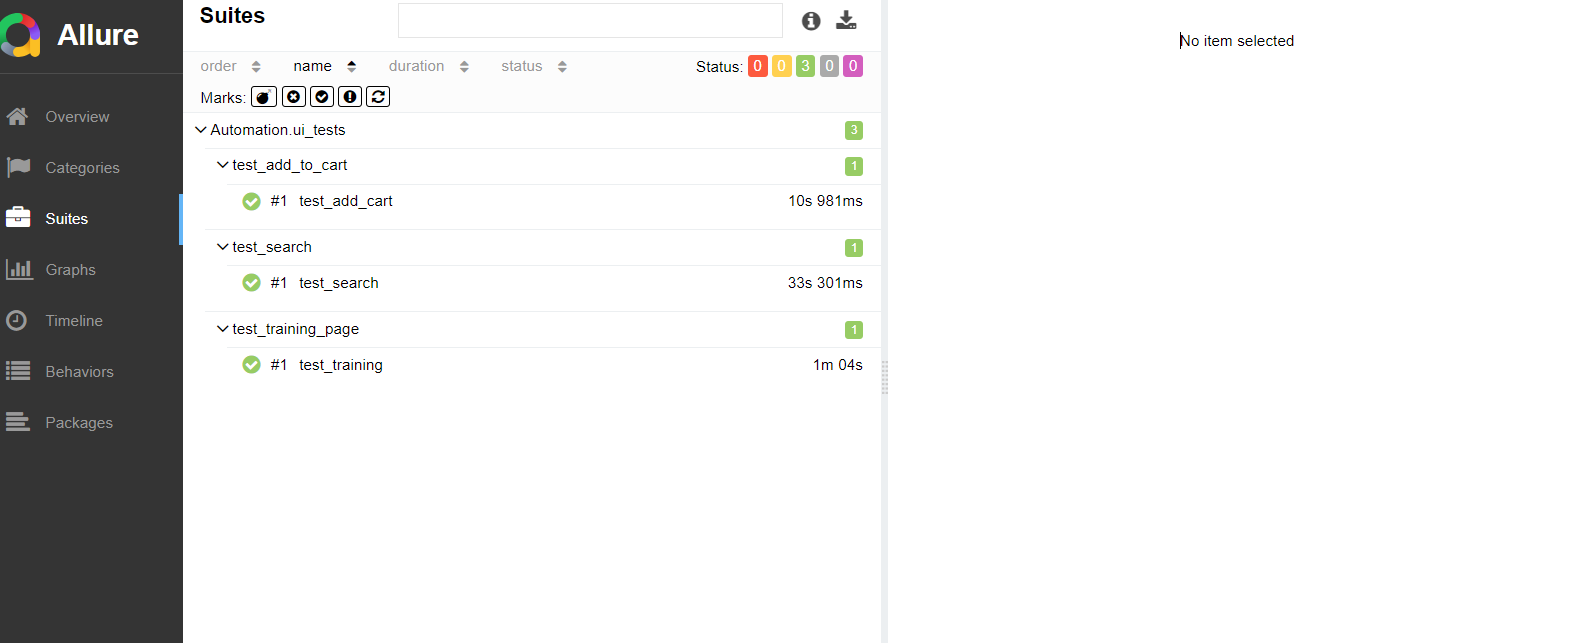 Allure
Overview
Categories
Suites
Graphs
Timeline
Behaviors
Packages
Suites
order name duration status Status: 0 0 3 0 0
Marks:
Automation.ui_tests 3
test_add_to_cart 1
#1 test_add_cart 10s 981ms
test_search 1
#1 test_search 33s 301ms
test_training_page 1
#1 test_training 1m 04s
No item selected